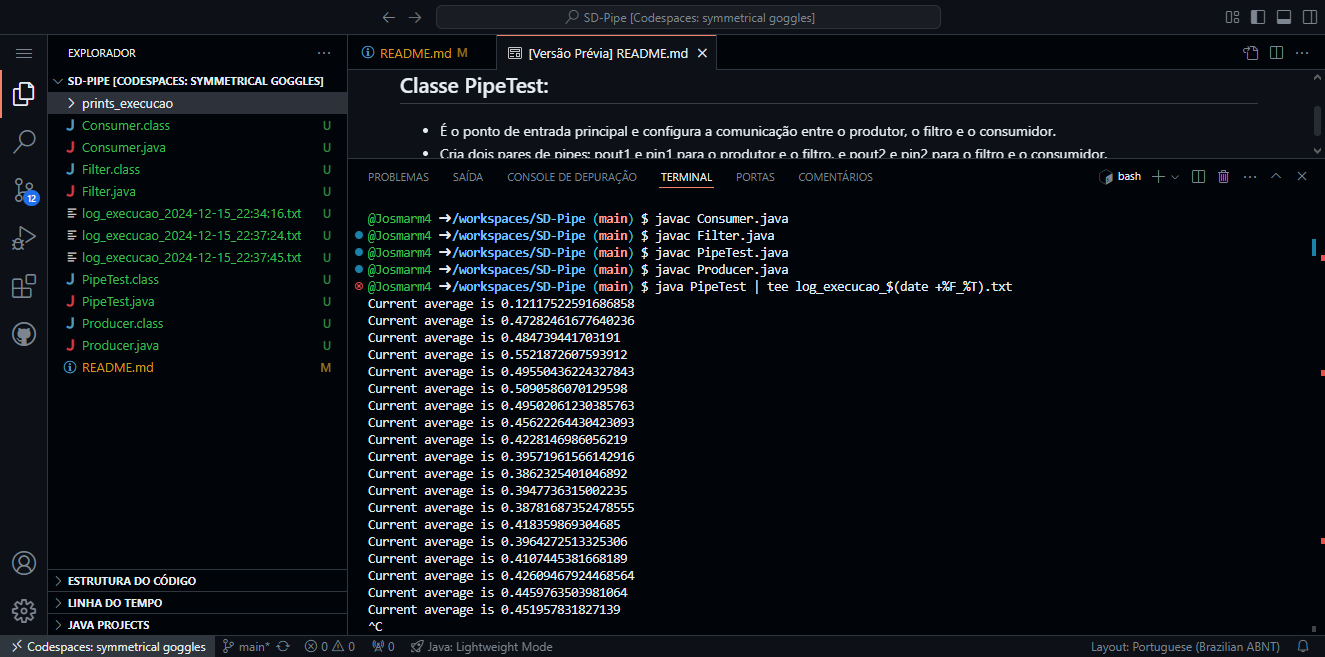 SD-Pipe [Codespaces: symmetrical goggles]
EXPLORADOR
SD-PIPE [CODESPACES: SYMMETRICAL GOGGLES]
prints_execucao
Consumer.class U
Consumer.java U
Filter.class U
Filter.java U
log_execucao_2024-12-15_22:34:16.txt U
log_execucao_2024-12-15_22:37:24.txt U
log_execucao_2024-12-15_22:37:45.txt U
PipeTest.class U
PipeTest.java U
Producer.class U
Producer.java U
README.md M
12
ESTRUTURA DO CÓDIGO
LINHA DO TEMPO
JAVA PROJECTS
README.md M [Versão Prévia] README.md
Classe PipeTest:
• É o ponto de entrada principal e configura a comunicação entre o produtor, o filtro e o consumidor.
• Cria dois pares de pipes: pout1 e pin1 para o produtor e o filtro, e pout2 e pin2 para o filtro e o consumidor.
PROBLEMAS SAÍDA CONSOLE DE DEPURAÇÃO TERMINAL PORTAS COMENTÁRIOS bash
@Josmarm4 ➜/workspaces/SD-Pipe (main) $ javac Consumer.java
@Josmarm4 ➜/workspaces/SD-Pipe (main) $ javac Filter.java
@Josmarm4 ➜/workspaces/SD-Pipe (main) $ javac PipeTest.java
@Josmarm4 ➜/workspaces/SD-Pipe (main) $ javac Producer.java
@Josmarm4 ➜/workspaces/SD-Pipe (main) $ java PipeTest | tee log_execucao_$(date +%F_%T).txt
Current average is 0.12117522591686858
Current average is 0.47282461677640236
Current average is 0.484739441703191
Current average is 0.5521872607593912
Current average is 0.49550436224327843
Current average is 0.5090586070129598
Current average is 0.49502061230385763
Current average is 0.45622264430423093
Current average is 0.4228146986056219
Current average is 0.39571961566142916
Current average is 0.3862325401046892
Current average is 0.3947736315002235
Current average is 0.38781687352478555
Current average is 0.418359869304685
Current average is 0.3964272513325306
Current average is 0.4107445381668189
Current average is 0.42609467924468564
Current average is 0.4459763503981064
Current average is 0.451957831827139
^C
Codespaces: symmetrical goggles main* 0 0 0 Java: Lightweight Mode Layout: Portuguese (Brazilian ABNT)